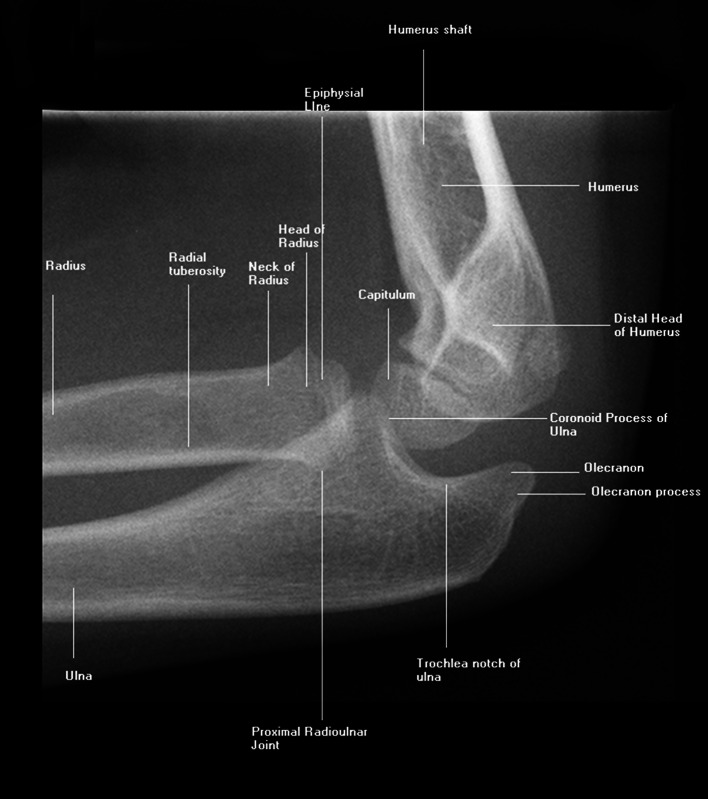 Humerus shaft
Epiphysial
LIne
Humerus
Head of
Radius
Radial
tuberosity
Radius
Neck of
Radius
Capitulum
Distal Head
of Humerus
Coronoid Process of
Ulna
Olecranon
Olecranon process
Trochlea notch of
ulna
Ulna
Proximal Radioulnar
Joint